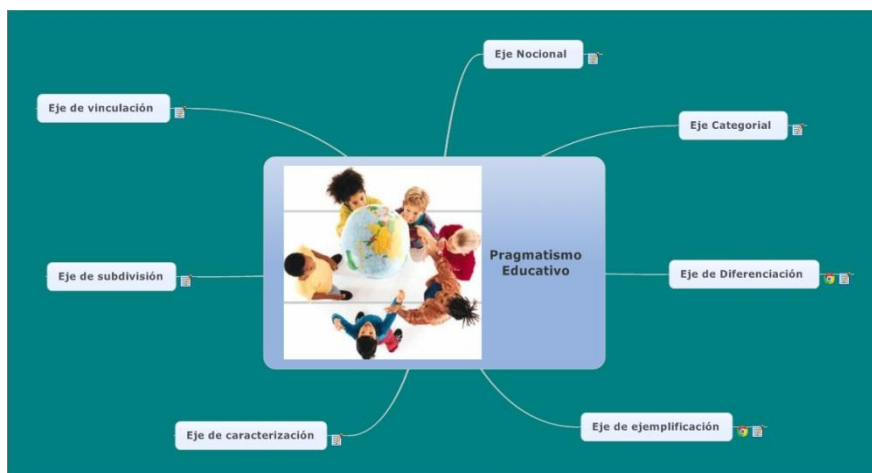 Eje Nocional
Eje de vinculación
Eje Categorial
Pragmatismo
Educativo
Eje de subdivisión
Eje de Diferenciación
Eje de caracterización
Eje de ejemplificación